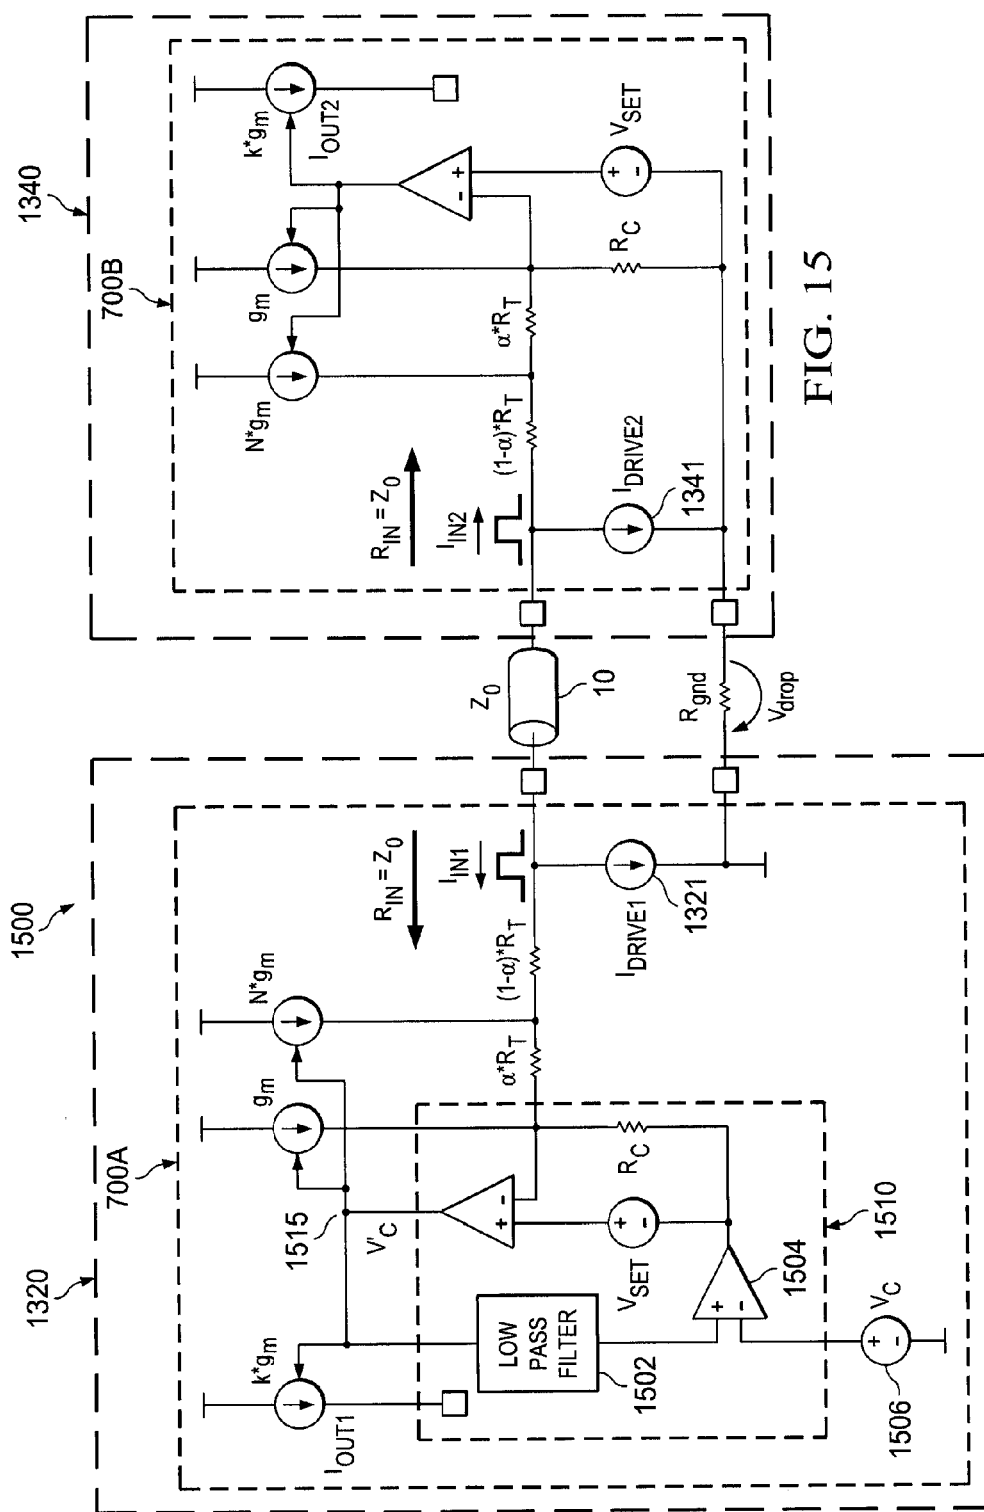 1500
1320
700A
k*gm
IOUT1
1515
V'C
gm
N*gm
α*RT
(1-α)*RT
RIN = Z0
IIN1
LOW
PASS
FILTER
1502
VSET
RC
1504
1510
VC
1506
IDRIVE1
1321
Z0
10
Rgnd
Vdrop
1340
700B
N*gm
gm
k*gm
IOUT2
RIN = Z0
IIN2
(1-α)*RT
α*RT
+
-
VSET
+
-
RC
IDRIVE2
1341
+
-
+
-
+
-
+
-
FIG. 15